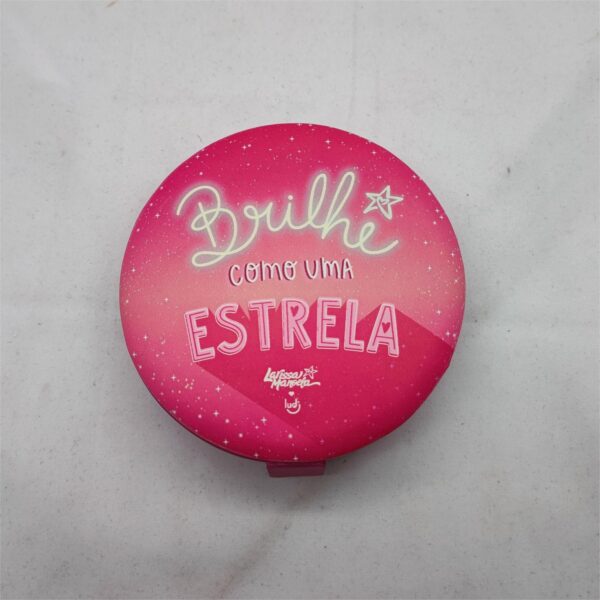 Brilhe
COMO UMA
ESTRELA
Larissa
Manoela
ludi